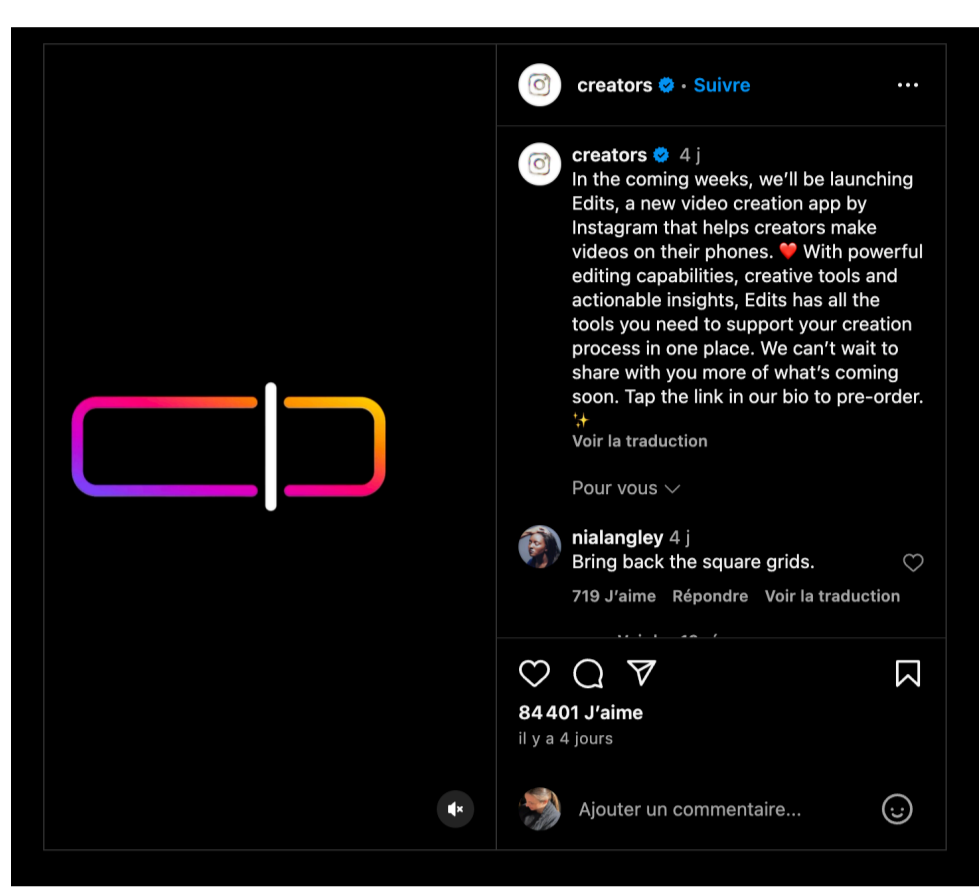 creators • Suivre
creators 4 j
In the coming weeks, we’ll be launching
Edits, a new video creation app by
Instagram that helps creators make
videos on their phones. ❤️ With powerful
editing capabilities, creative tools and
actionable insights, Edits has all the
tools you need to support your creation
process in one place. We can’t wait to
share with you more of what’s coming
soon. Tap the link in our bio to pre-order.
✨
Voir la traduction
Pour vous
nialangley 4 j
Bring back the square grids.
719 J’aime Répondre Voir la traduction
84 401 J’aime
il y a 4 jours
Ajouter un commentaire...